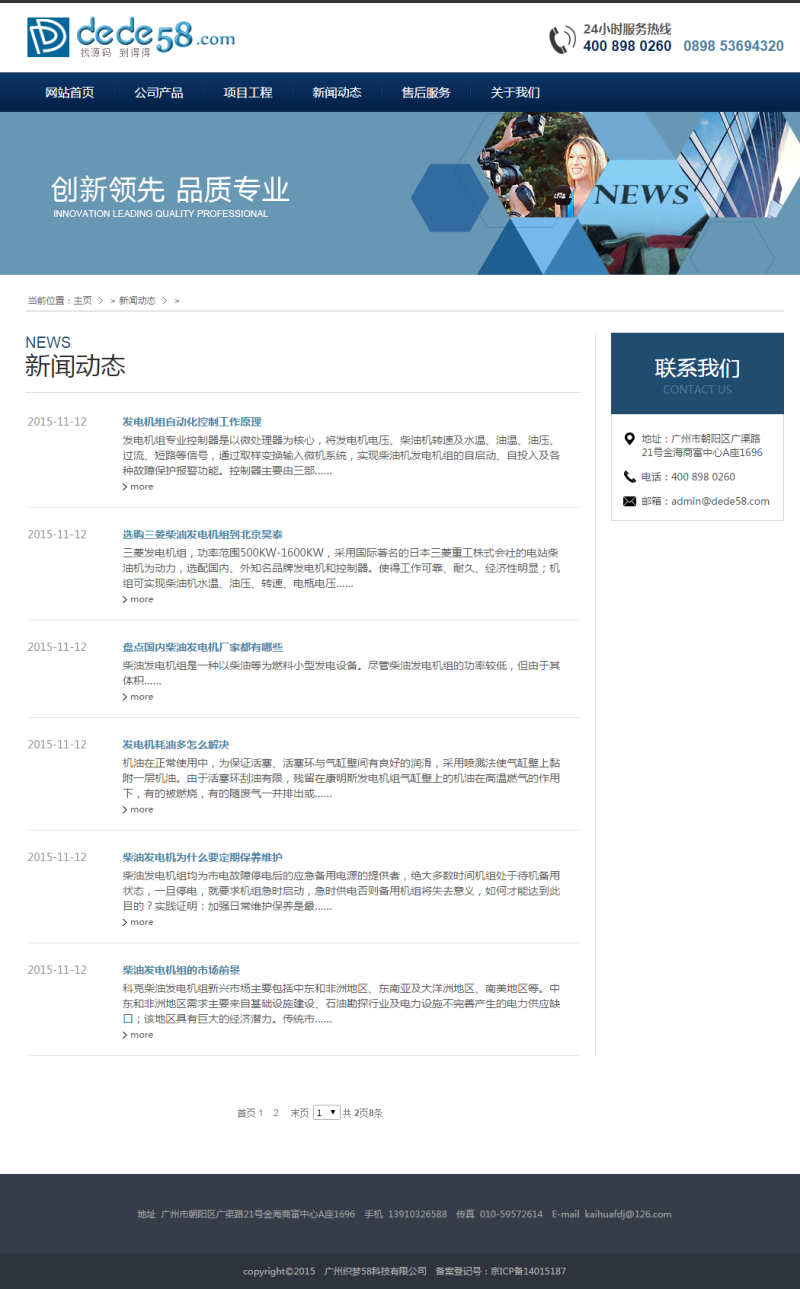 dede58.com
找源码 到得得
24小时服务热线
400 898 0260 0898 53694320
网站首页 公司产品 项目工程 新闻动态 售后服务 关于我们
创新领先 品质专业
INNOVATION LEADING QUALITY PROFESSIONAL
NEWS
当前位置：主页 > > 新闻动态 > >
NEWS
新闻动态
2015-11-12 发电机组自动化控制工作原理
发电机组专业控制器是以微处理器为核心，将发电机电压、柴油机转速及水温、油温、油压、
过流、短路等信号，通过取样变换输入微机系统，实现柴油机发电机组的自启动、自投入及各
种故障保护报警功能。控制器主要由三部……
more
2015-11-12 选购三菱柴油发电机组到北京昊泰
三菱发电机组，功率范围500KW-1600KW，采用国际著名的日本三菱重工株式会社的电站柴
油机为动力，选配国内、外知名品牌发电机和控制器。使得工作可靠、耐久、经济性明显；机
组可实现柴油机水温、油压、转速、电瓶电压……
more
2015-11-12 盘点国内柴油发电机厂家都有哪些
柴油发电机组是一种以柴油等为燃料小型发电设备。尽管柴油发电机组的功率较低，但由于其
体积……
more
2015-11-12 发电机耗油多怎么解决
机油在正常使用中，为保证活塞、活塞环与气缸壁间有良好的润滑，采用喷溅法使气缸壁上黏
附一层机油。由于活塞环刮油有限，残留在康明斯发电机组气缸壁上的机油在高温燃气的作用
下，有的被燃烧，有的随废气一并排出或……
more
2015-11-12 柴油发电机为什么要定期保养维护
柴油发电机组均为市电故障停电后的应急备用电源的提供者，绝大多数时间机组处于待机备用
状态，一旦停电，就要求机组急时启动，急时供电否则备用机组将失去意义，如何才能达到此
目的？实践证明：加强日常维护保养是最……
more
2015-11-12 柴油发电机组的市场前景
科克柴油发电机组新兴市场主要包括中东和非洲地区、东南亚及大洋洲地区、南美地区等。中
东和非洲地区需求主要来自基础设施建设、石油勘探行业及电力设施不完善产生的电力供应缺
口；该地区具有巨大的经济潜力。传统市……
more
联系我们
CONTACT US
地址：广州市朝阳区广渠路
21号金海商富中心A座1696
电话：400 898 0260
邮箱：admin@dede58.com
首页 1 2 末页 1 共 2页8条
地址 广州市朝阳区广渠路21号金海商富中心A座1696 手机 13910326588 传真 010-59572614 E-mail kaihuafdj@126.com
copyright©2015 广州织梦58科技有限公司 备案登记号：京ICP备14015187